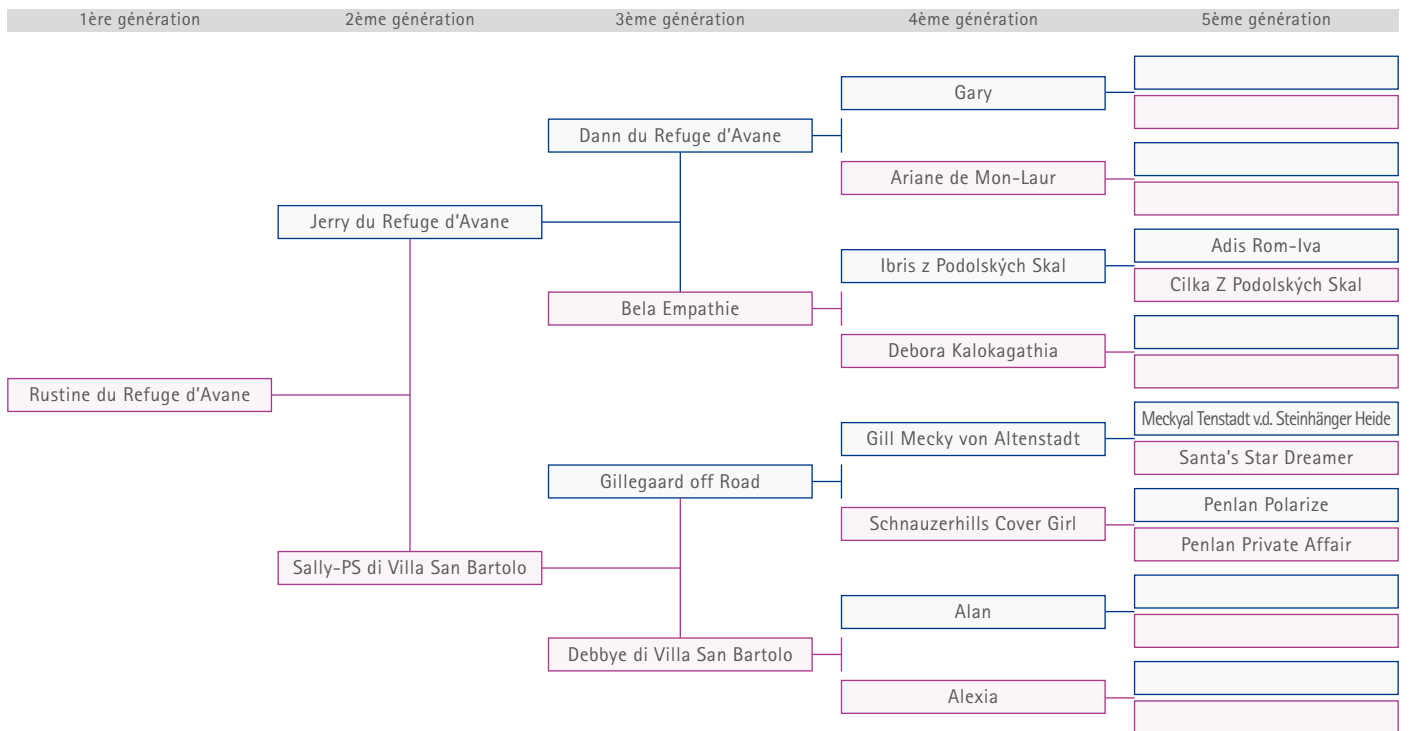 1ère génération
2ème génération
3ème génération
4ème génération
5ème génération
Gary
Dann du Refuge d'Avane
Ariane de Mon-Laur
Jerry du Refuge d'Avane
Adis Rom-Iva
Ibris z Podolských Skal
Cilka Z Podolských Skal
Bela Empathie
Debora Kalokagathia
Rustine du Refuge d'Avane
Meckyal Tenstadt v.d. Steinhänger Heide
Gill Mecky von Altenstadt
Santa's Star Dreamer
Gillegaard off Road
Penlan Polarize
Schnauzerhills Cover Girl
Penlan Private Affair
Sally-PS di Villa San Bartolo
Alan
Debbye di Villa San Bartolo
Alexia